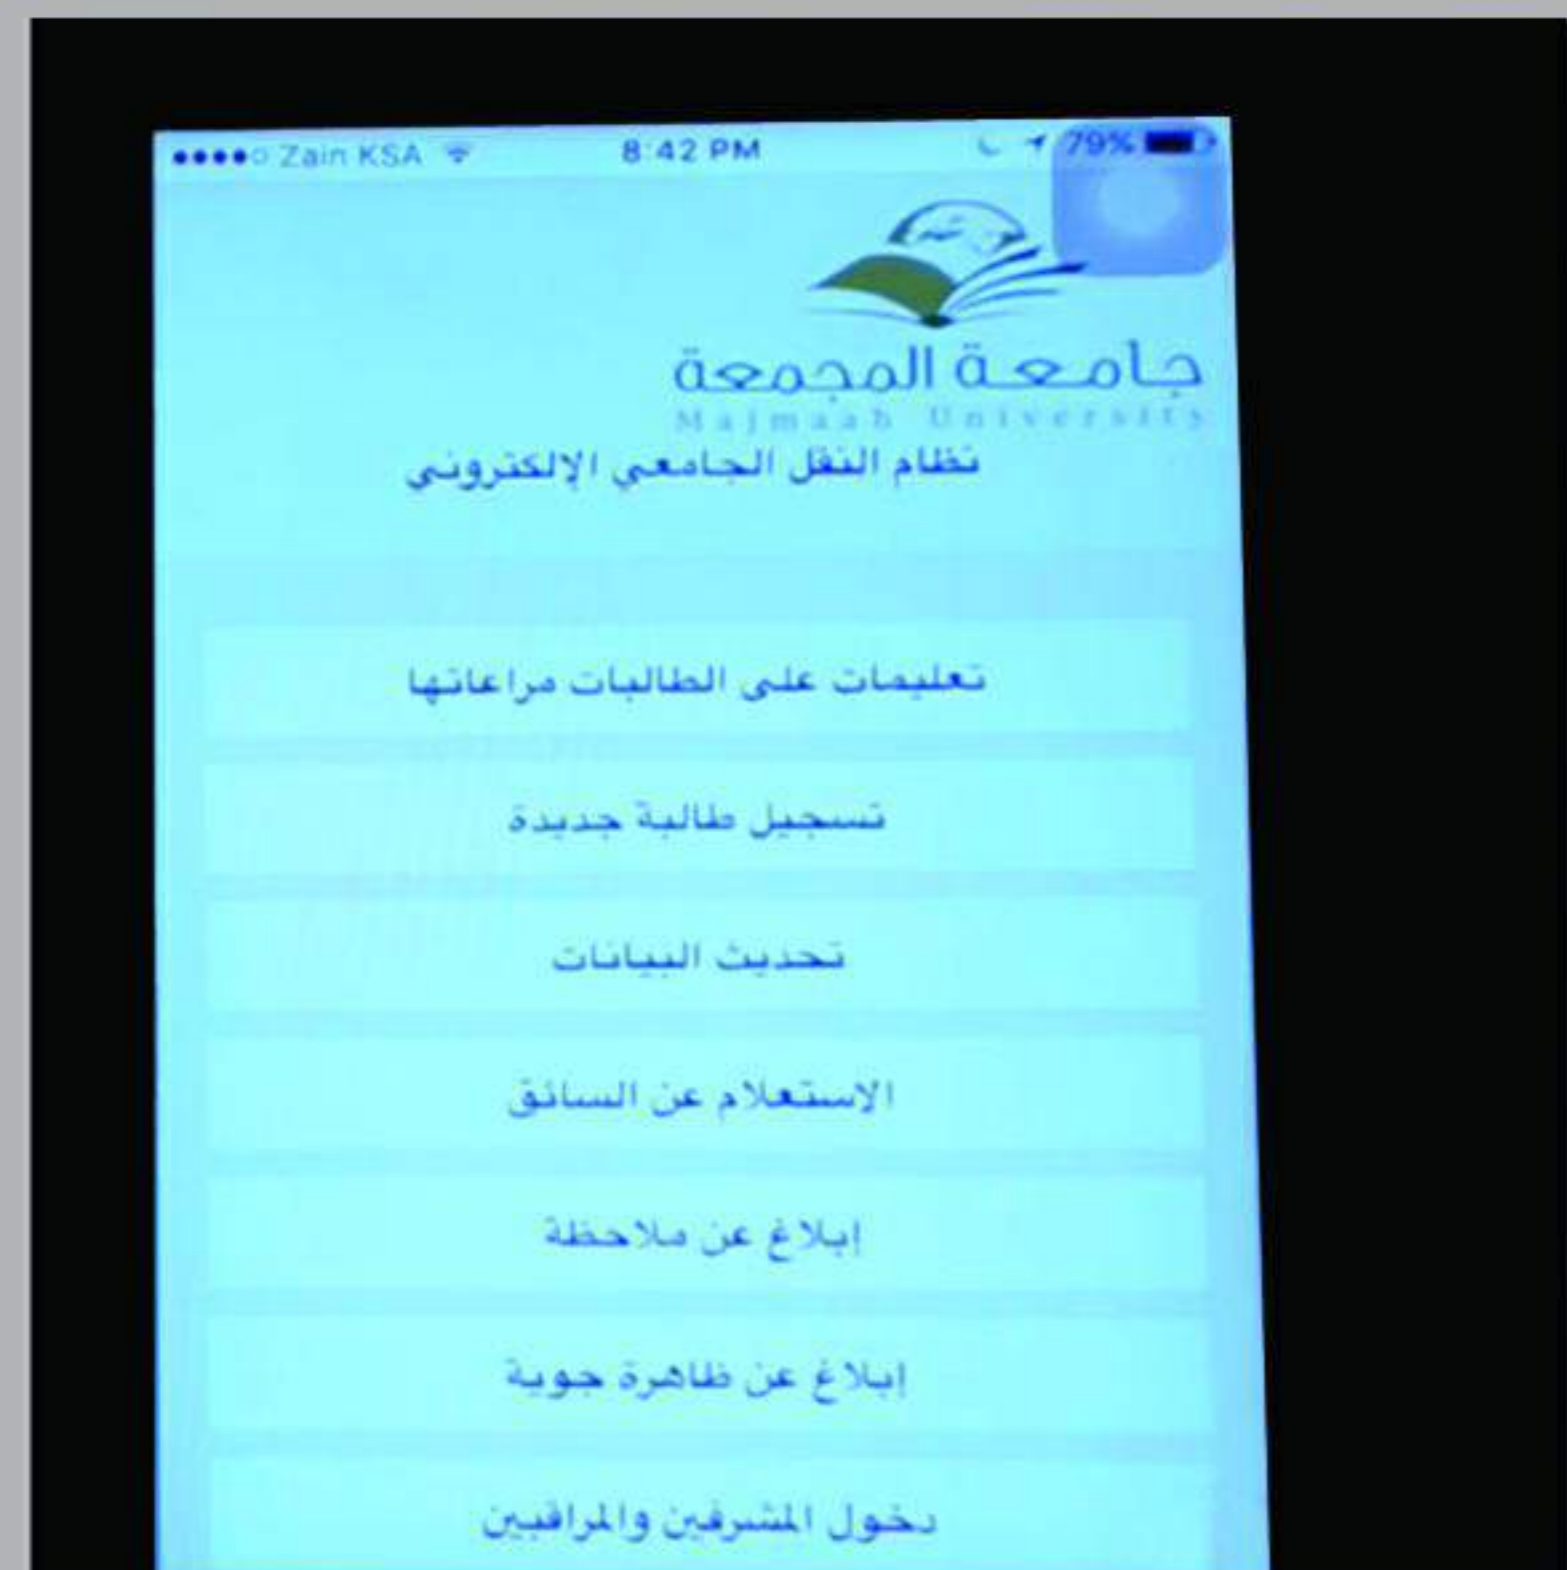 Zain KSA 8:42 PM 79%
جامعة المجمعة
Majmaah University
نظام النقل الجامعي الإلكتروني
تعليمات على الطالبات مراعاتها
تسجيل طالبة جديدة
تحديث البيانات
الاستعلام عن السائق
إبلاغ عن ملاحظة
إبلاغ عن ظاهرة جوية
دخول المشرفين والمراقبين